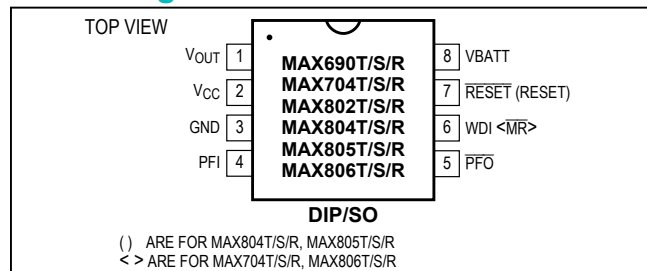 TOP VIEW
VOUT 1
VCC 2
GND 3
PFI 4
MAX690T/S/R
MAX704T/S/R
MAX802T/S/R
MAX804T/S/R
MAX805T/S/R
MAX806T/S/R
8 VBATT
7 RESET (RESET)
6 WDI <MR>
5 PFO
DIP/SO
( ) ARE FOR MAX804T/S/R, MAX805T/S/R
< > ARE FOR MAX704T/S/R, MAX806T/S/R